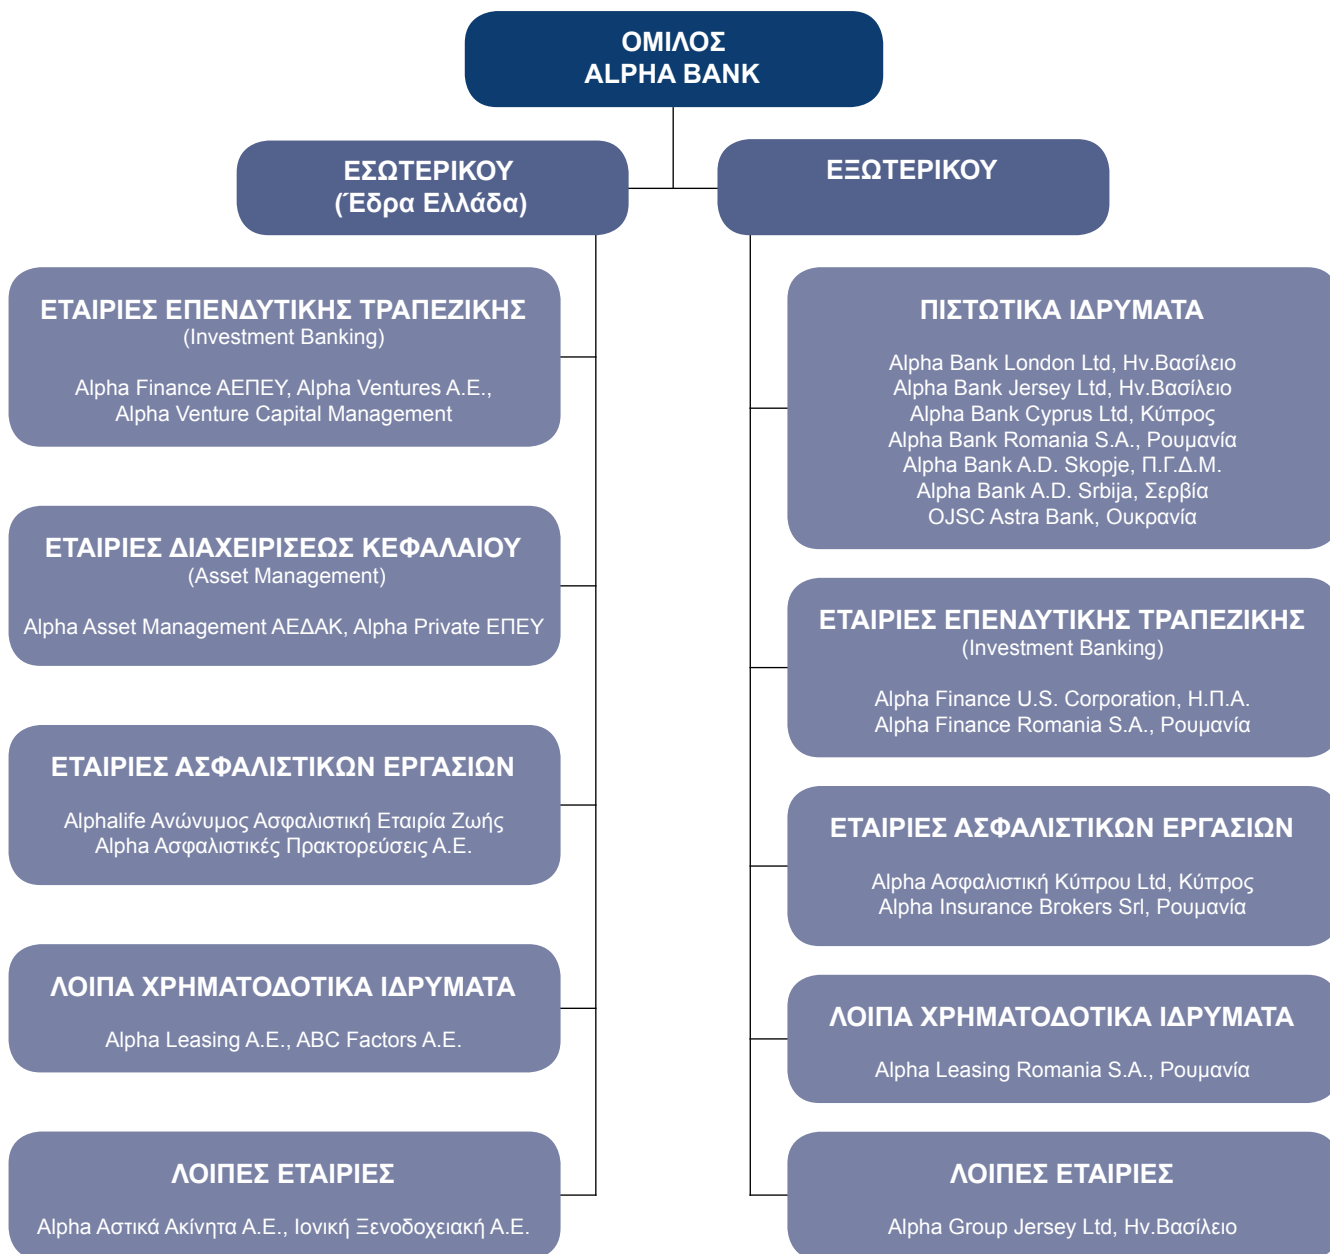 ΟΜΙΛΟΣ
ALPHA BANK
ΕΣΩΤΕΡΙΚΟΥ
(Έδρα Ελλάδα)
ΕΤΑΙΡΙΕΣ ΕΠΕΝΔΥΤΙΚΗΣ ΤΡΑΠΕΖΙΚΗΣ
(Investment Banking)
Alpha Finance ΑΕΠΕΥ, Alpha Ventures Α.Ε.,
Alpha Venture Capital Management
ΕΤΑΙΡΙΕΣ ΔΙΑΧΕΙΡΙΣΕΩΣ ΚΕΦΑΛΑΙΟΥ
(Asset Management)
Alpha Asset Management ΑΕΔΑΚ, Alpha Private ΕΠΕΥ
ΕΤΑΙΡΙΕΣ ΑΣΦΑΛΙΣΤΙΚΩΝ ΕΡΓΑΣΙΩΝ
Alphalife Ανώνυμος Ασφαλιστική Εταιρία Ζωής
Alpha Ασφαλιστικές Πρακτορεύσεις Α.Ε.
ΛΟΙΠΑ ΧΡΗΜΑΤΟΔΟΤΙΚΑ ΙΔΡΥΜΑΤΑ
Alpha Leasing Α.Ε., ABC Factors Α.Ε.
ΛΟΙΠΕΣ ΕΤΑΙΡΙΕΣ
Alpha Αστικά Ακίνητα Α.Ε., Ιονική Ξενοδοχειακή Α.Ε.
ΕΞΩΤΕΡΙΚΟΥ
ΠΙΣΤΩΤΙΚΑ ΙΔΡΥΜΑΤΑ
Alpha Bank London Ltd, Ην.Βασίλειο
Alpha Bank Jersey Ltd, Ην.Βασίλειο
Alpha Bank Cyprus Ltd, Κύπρος
Alpha Bank Romania S.A., Ρουμανία
Alpha Bank A.D. Skopje, Π.Γ.Δ.Μ.
Alpha Bank A.D. Srbija, Σερβία
OJSC Astra Bank, Ουκρανία
ΕΤΑΙΡΙΕΣ ΕΠΕΝΔΥΤΙΚΗΣ ΤΡΑΠΕΖΙΚΗΣ
(Investment Banking)
Alpha Finance U.S. Corporation, Η.Π.Α.
Alpha Finance Romania S.A., Ρουμανία
ΕΤΑΙΡΙΕΣ ΑΣΦΑΛΙΣΤΙΚΩΝ ΕΡΓΑΣΙΩΝ
Alpha Ασφαλιστική Κύπρου Ltd, Κύπρος
Alpha Insurance Brokers Srl, Ρουμανία
ΛΟΙΠΑ ΧΡΗΜΑΤΟΔΟΤΙΚΑ ΙΔΡΥΜΑΤΑ
Alpha Leasing Romania S.A., Ρουμανία
ΛΟΙΠΕΣ ΕΤΑΙΡΙΕΣ
Alpha Group Jersey Ltd, Ην.Βασίλειο